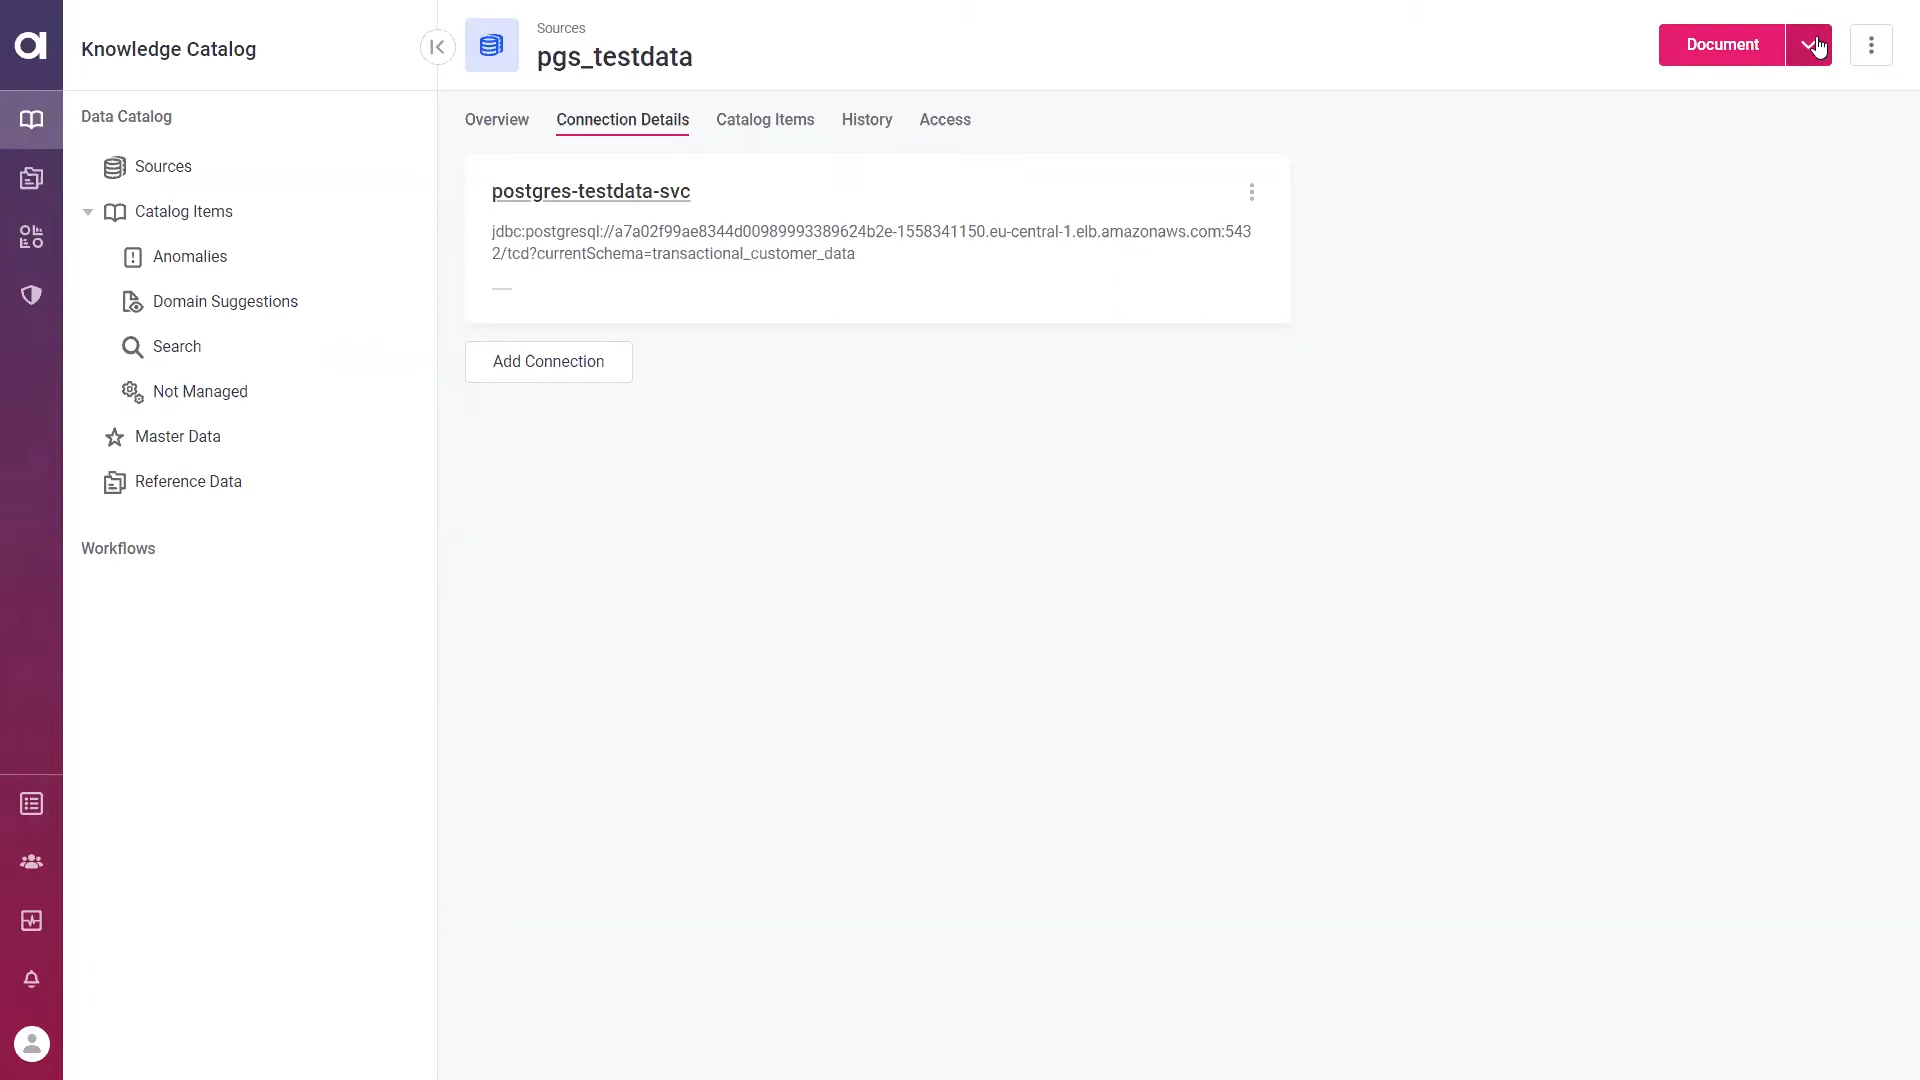 Knowledge Catalog
Data Catalog
Sources
Catalog Items
Anomalies
Domain Suggestions
Search
Not Managed
Master Data
Reference Data
Workflows
Sources
pgs_testdata
Document
Overview
Connection Details
Catalog Items
History
Access
postgres-testdata-svc
jdbc:postgresql://a7a02f99ae8344d00989993389624b2e-1558341150.eu-central-1.elb.amazonaws.com:543
2/tcd?currentSchema=transactional_customer_data
Add Connection